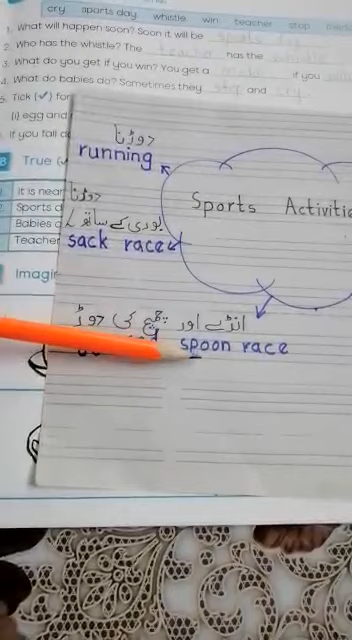 cry sports day whistle win teacher stop
1. What will happen soon? Soon it will be sports day
2. Who has the whistle? The teacher has the whistle
3. What do you get if you win? You get a if you
4. What do babies do? Sometimes they stop and cry.
5. Tick (✓) for
(i) egg and
if you fall d
B True (
It is near
Sports d
Babies c
Teacher
Imagin
دوڑنا
running
Sports Activitie
دوڑنا
بوری کے ساتھ
sack race
انڈے اور چمچ کی دوڑ
spoon race